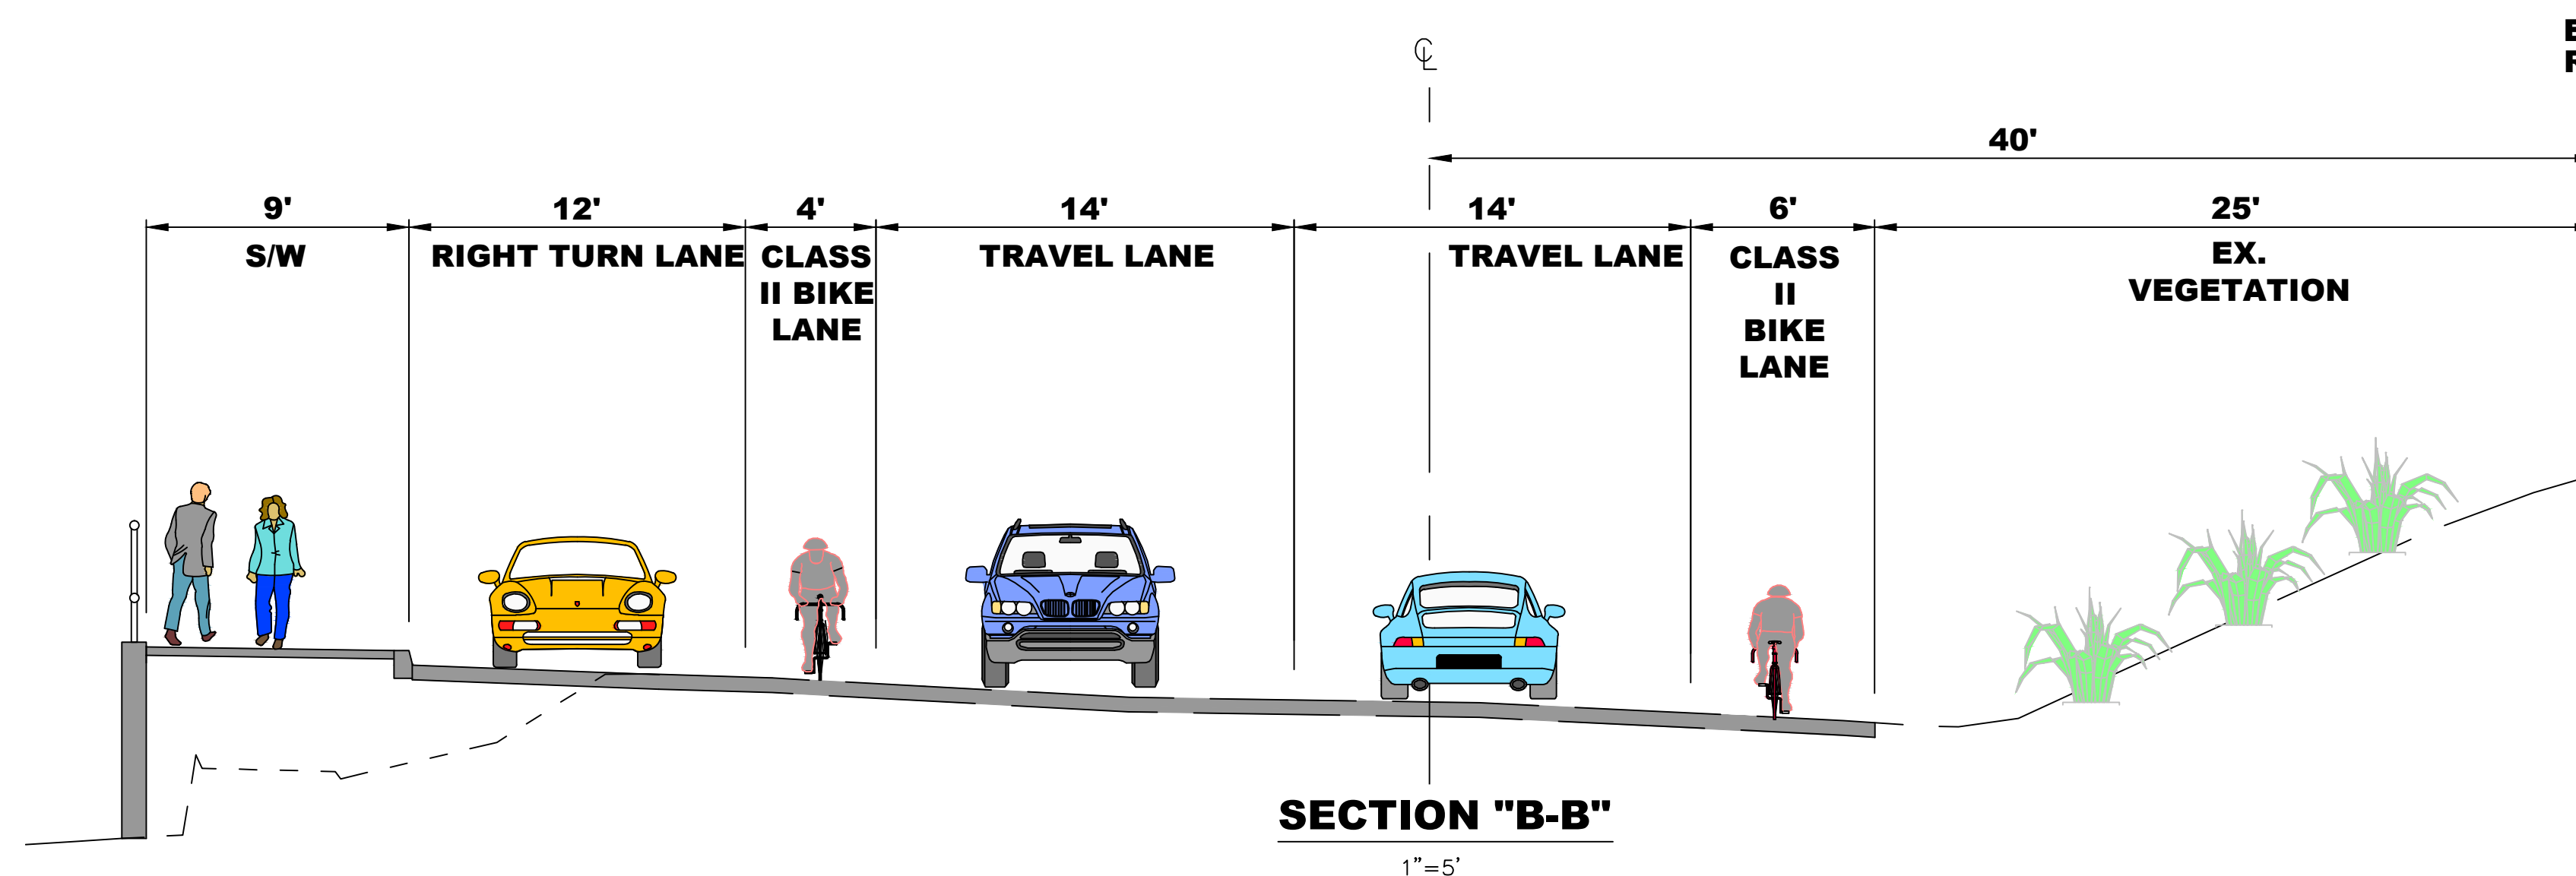 ℄
E
R
40'
9'
12'
4'
14'
14'
6'
25'
S/W
RIGHT TURN LANE
CLASS
II BIKE
LANE
TRAVEL LANE
TRAVEL LANE
CLASS
II
BIKE
LANE
EX.
VEGETATION
SECTION "B-B"
1"=5'